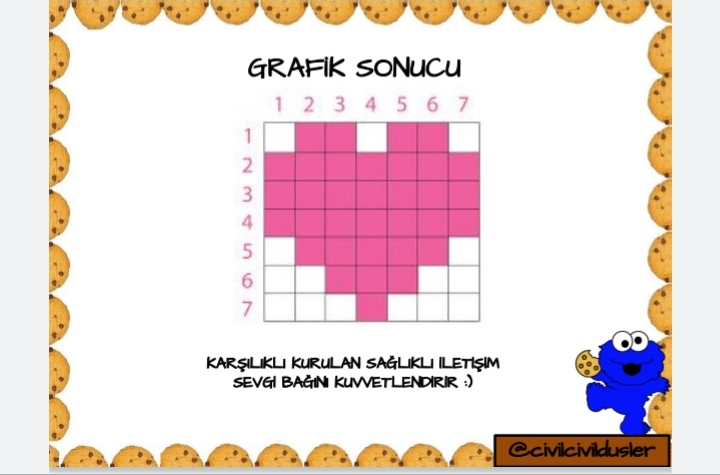 GRAFİK SONUCU
1 2 3 4 5 6 7
1
2
3
4
5
6
7
KARŞILIKLI KURULAN SAĞLIKLI İLETİŞİM
SEVGİ BAĞINI KUVVETLENDİRİR :)
@civilcivildusler